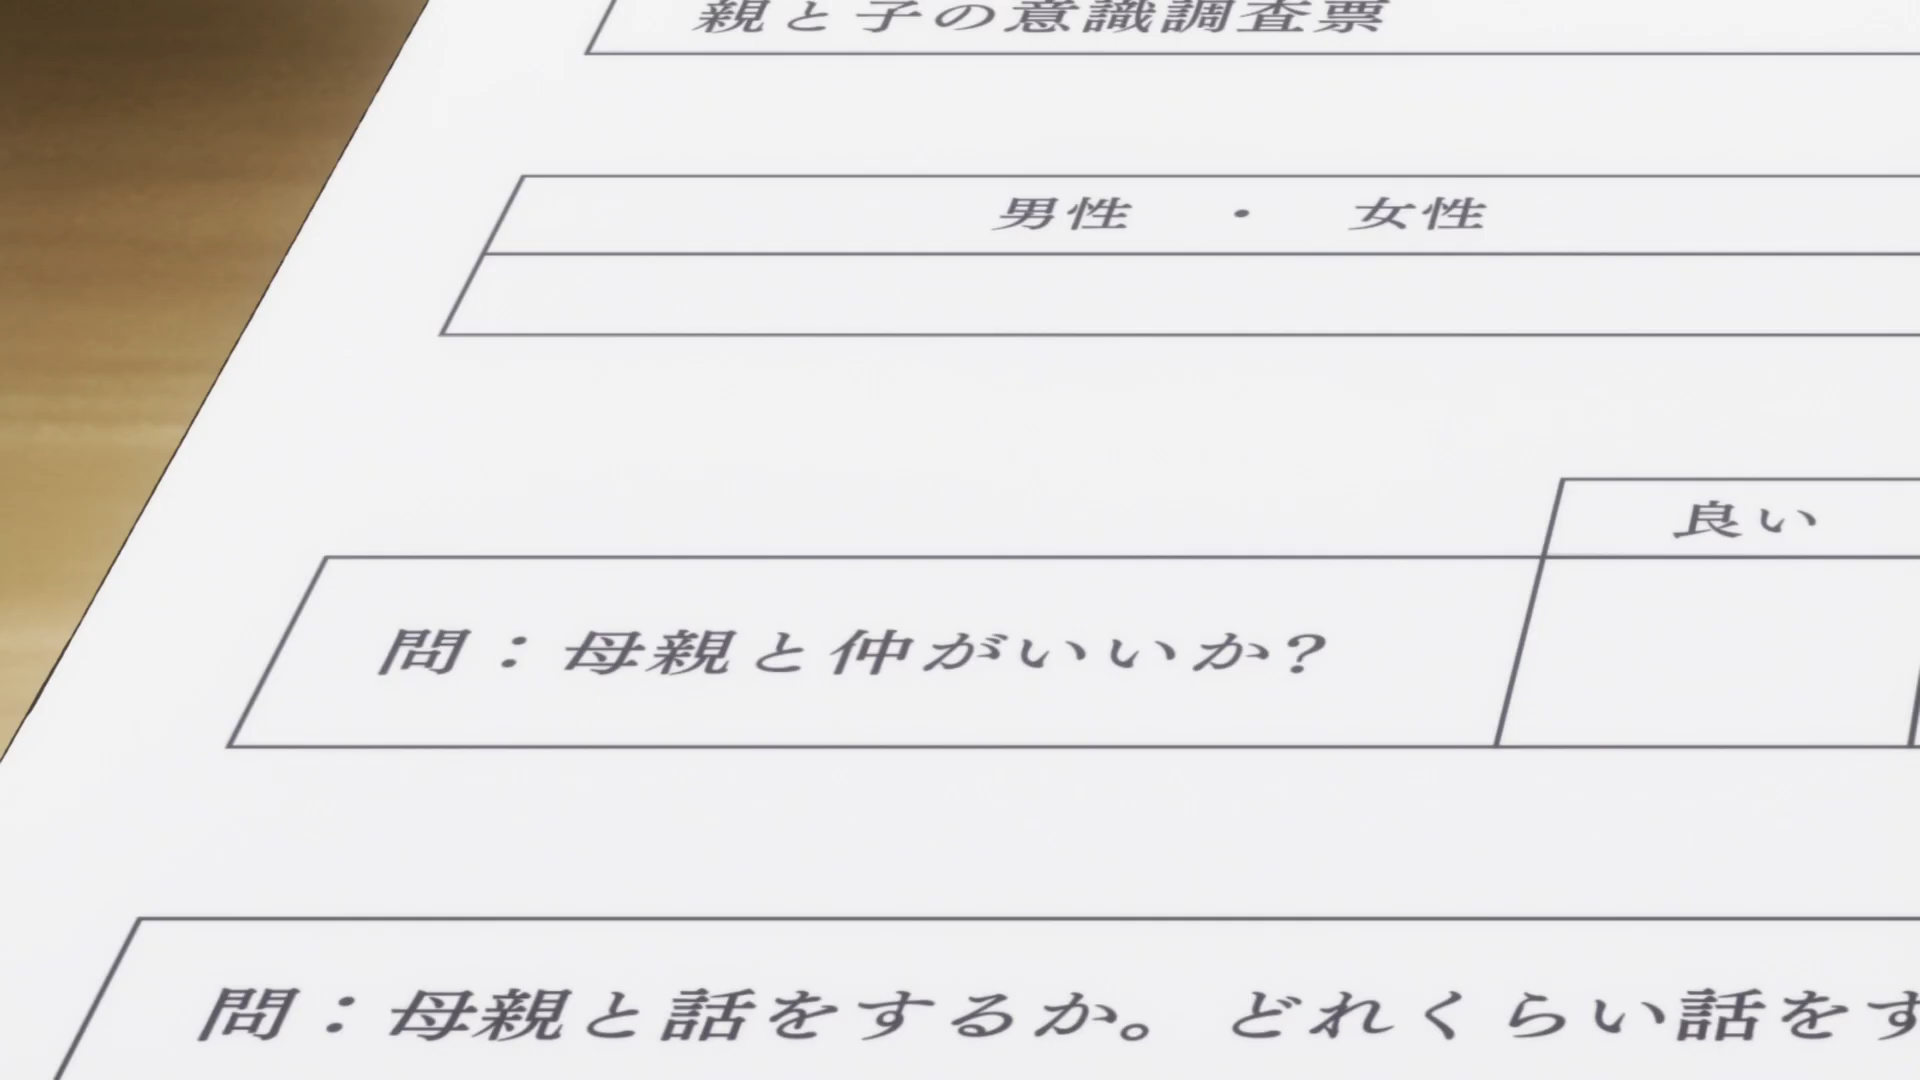 親と子の意識調査票
男性 ・ 女性
良い
問：母親と仲がいいか?
問：母親と話をするか。どれくらい話をす